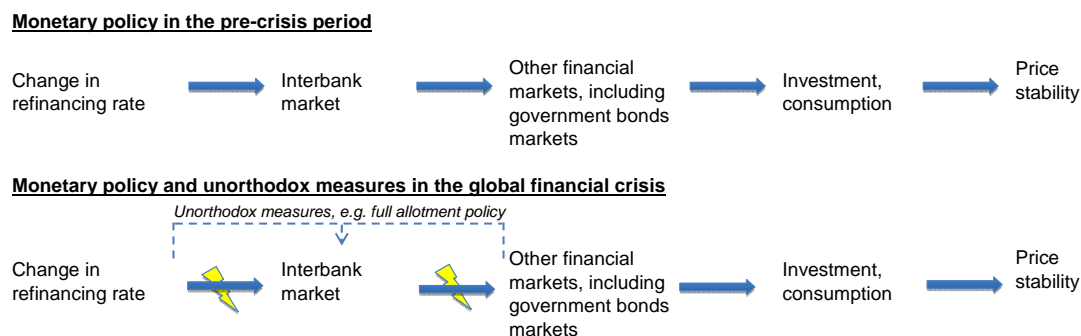 Monetary policy in the pre-crisis period
Change in
refinancing rate
Interbank
market
Other financial
markets, including
government bonds
markets
Investment,
consumption
Price
stability
Monetary policy and unorthodox measures in the global financial crisis
Unorthodox measures, e.g. full allotment policy
Change in
refinancing rate
Interbank
market
Other financial
markets, including
government bonds
markets
Investment,
consumption
Price
stability